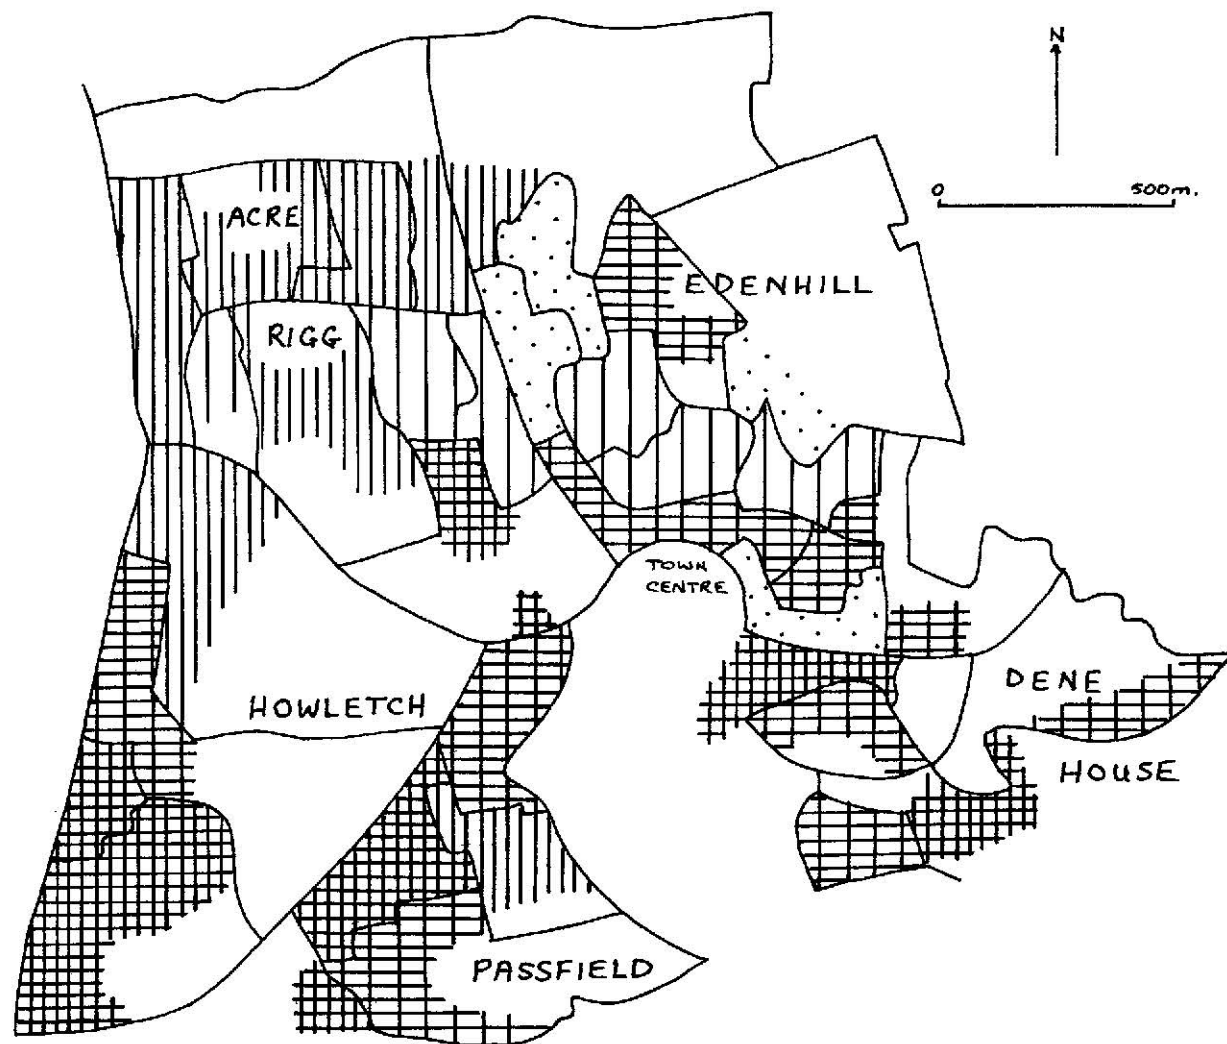 N
0 500m.
ACRE
RIGG
EDENHILL
TOWN
CENTRE
HOWLETCH
DENE
HOUSE
PASSFIELD